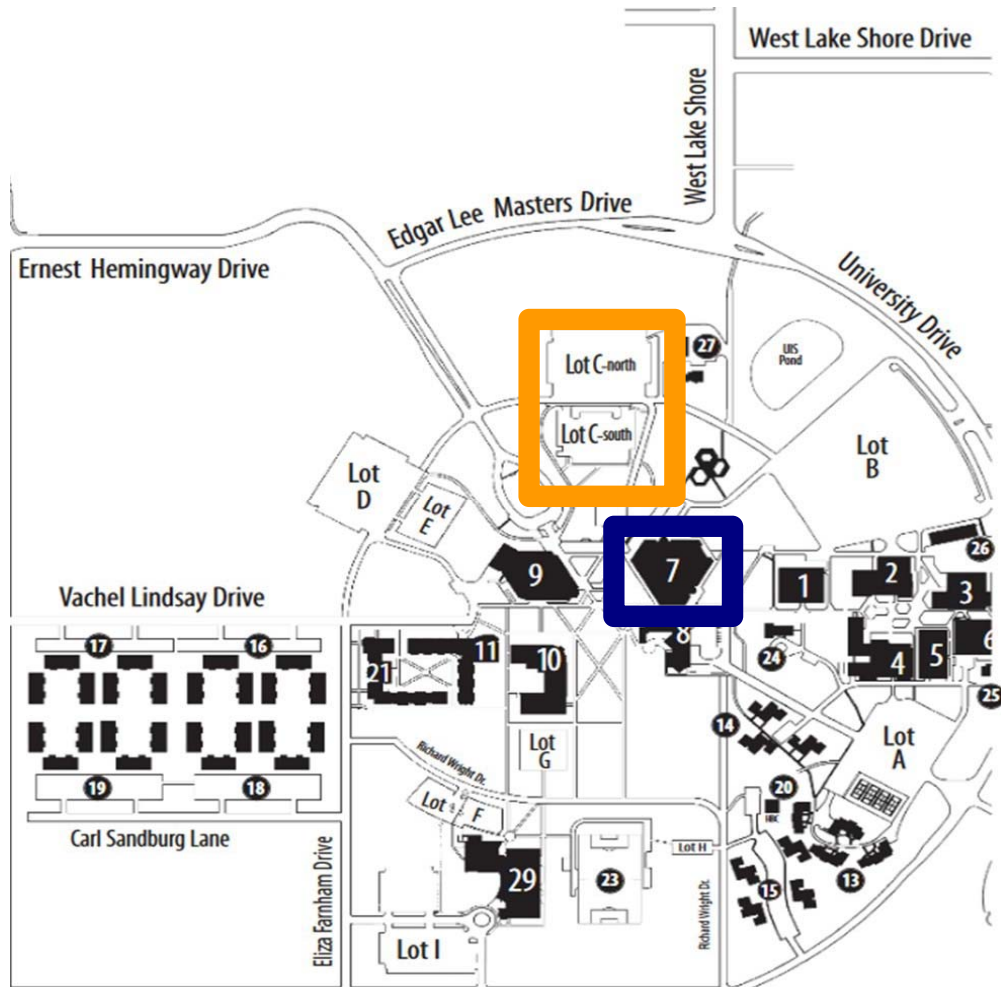 West Lake Shore Drive
West Lake Shore
Edgar Lee Masters Drive
Ernest Hemingway Drive
University Drive
27
UIS
Pond
Lot C-north
Lot C-south
Lot
B
Lot
D
Lot
E
26
9
7
1
2
3
Vachel Lindsay Drive
17
16
21
11
10
8
24
4
5
6
25
14
Lot
G
Lot
A
Richard Wright Dr.
19
18
20
HRC
Lot F
Carl Sandburg Lane
Lot H
29
23
15
13
Eliza Farnham Drive
Richard Wright Dr.
Lot I